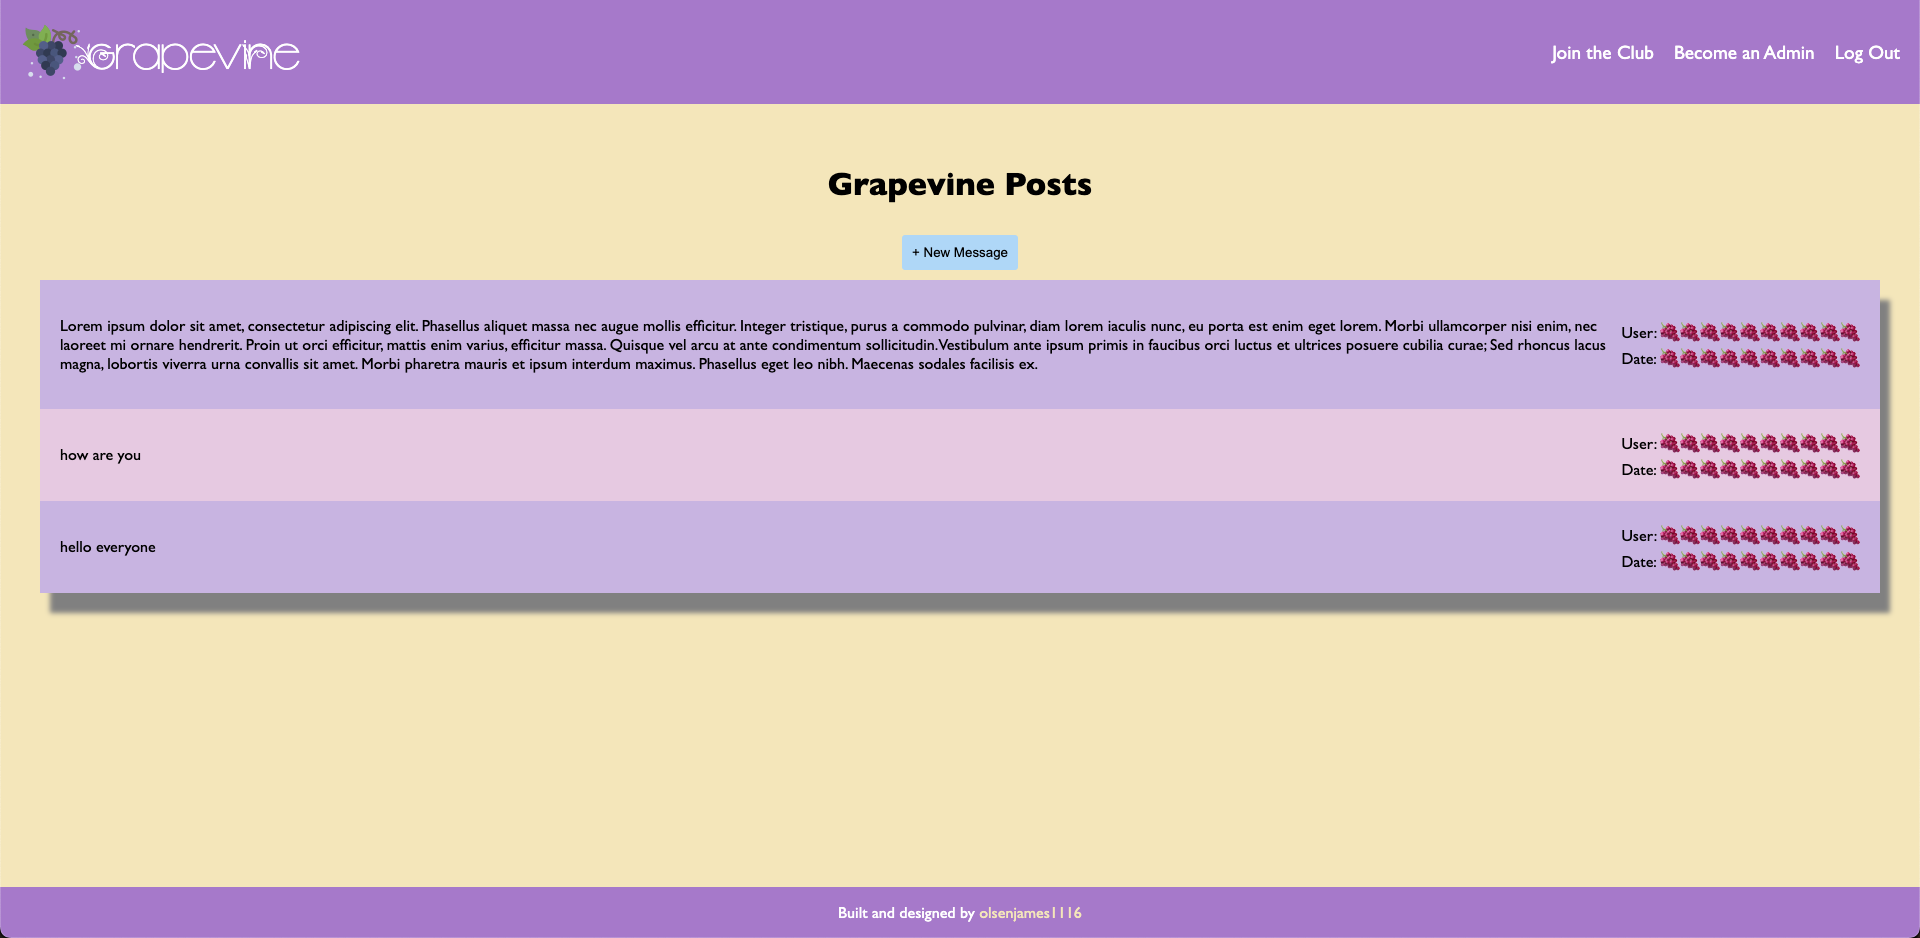 Grapevine
Join the Club
Become an Admin
Log Out
Grapevine Posts
+ New Message
Lorem ipsum dolor sit amet, consectetur adipiscing elit. Phasellus aliquet massa nec augue mollis efficitur. Integer tristique, purus a commodo pulvinar, diam lorem iaculis nunc, eu porta est enim eget lorem. Morbi ullamcorper nisi enim, nec
laoreet mi ornare hendrerit. Proin ut orci efficitur, mattis enim varius, efficitur massa. Quisque vel arcu at ante condimentum sollicitudin. Vestibulum ante ipsum primis in faucibus orci luctus et ultrices posuere cubilia curae; Sed rhoncus lacus
magna, lobortis viverra urna convallis sit amet. Morbi pharetra mauris et ipsum interdum maximus. Phasellus eget leo nibh. Maecenas sodales facilisis ex.
User: 🍇🍇🍇🍇🍇🍇🍇🍇🍇🍇
Date: 🍇🍇🍇🍇🍇🍇🍇🍇🍇🍇
how are you
User: 🍇🍇🍇🍇🍇🍇🍇🍇🍇🍇
Date: 🍇🍇🍇🍇🍇🍇🍇🍇🍇🍇
hello everyone
User: 🍇🍇🍇🍇🍇🍇🍇🍇🍇🍇
Date: 🍇🍇🍇🍇🍇🍇🍇🍇🍇🍇
Built and designed by olsenjames1116